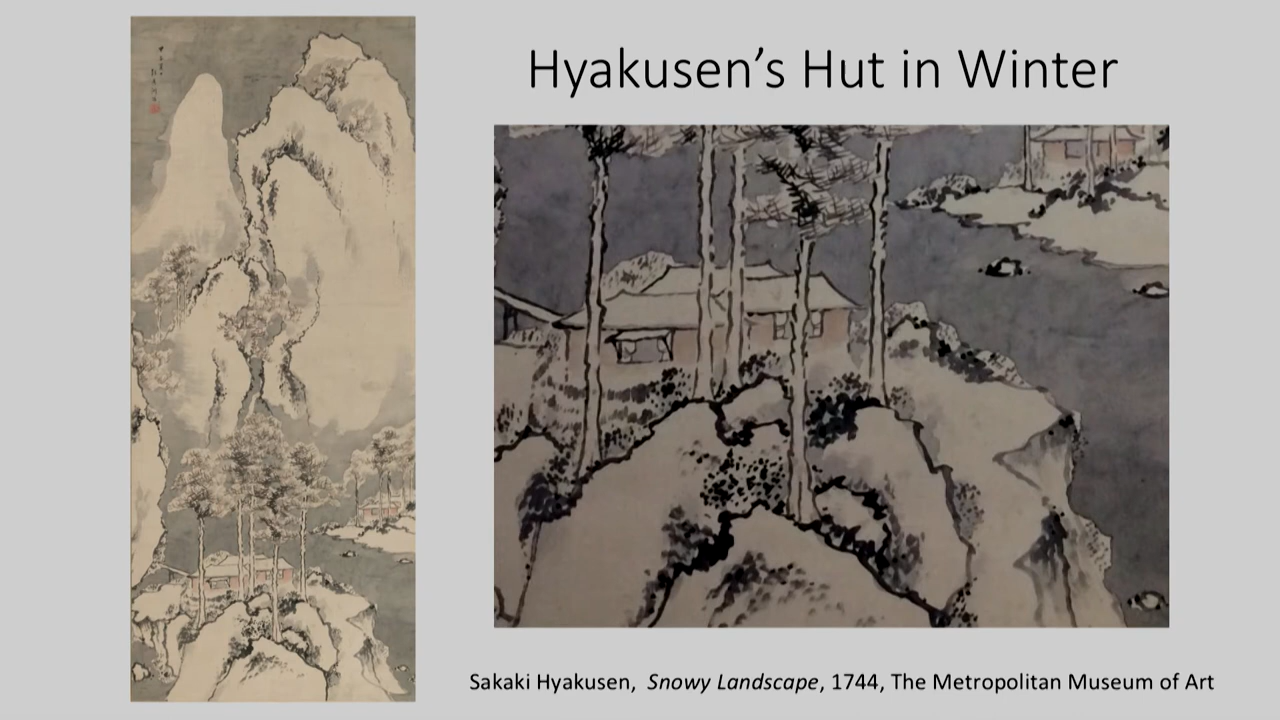 Hyakusen's Hut in Winter
Sakaki Hyakusen, Snowy Landscape, 1744, The Metropolitan Museum of Art